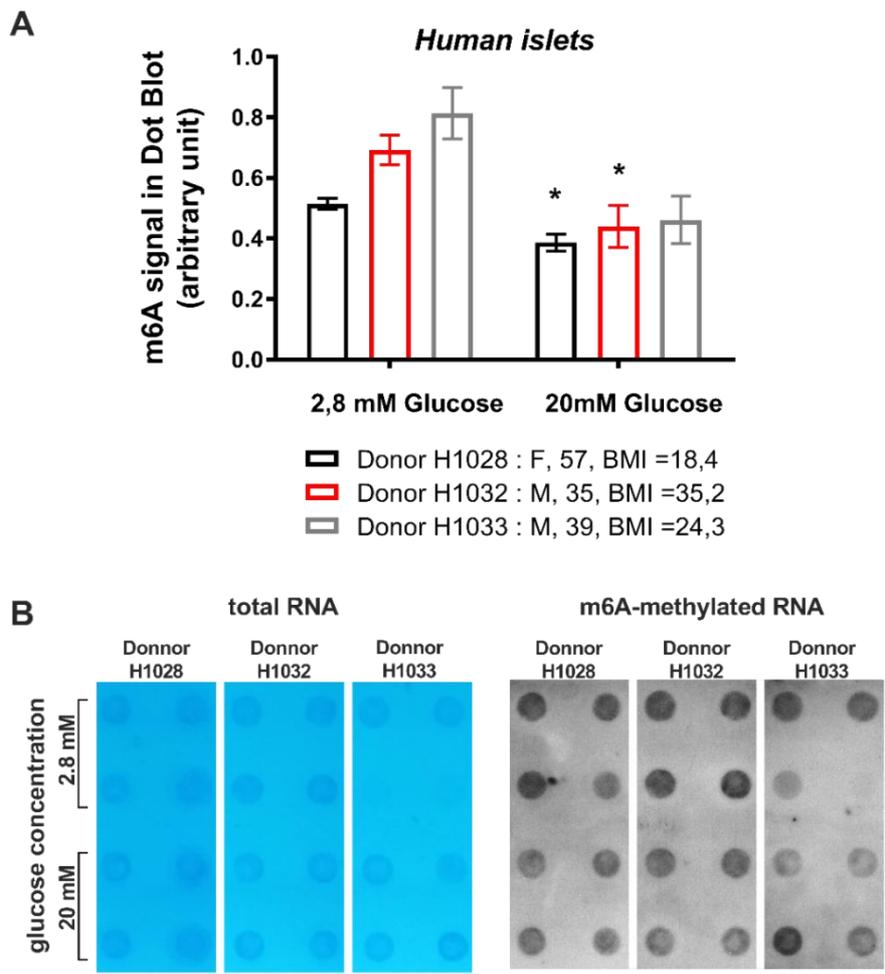 A
Human islets
m6A signal in Dot Blot
(arbitrary unit)
1.0
0.8
0.6
0.4
0.2
0.0
*
*
2,8 mM Glucose
20mM Glucose
Donor H1028 : F, 57, BMI =18,4
Donor H1032 : M, 35, BMI =35,2
Donor H1033 : M, 39, BMI =24,3
B
total RNA
m6A-methylated RNA
Donnor
H1028
Donnor
H1032
Donnor
H1033
Donnor
H1028
Donnor
H1032
Donnor
H1033
glucose concentration
2.8 mM
20 mM